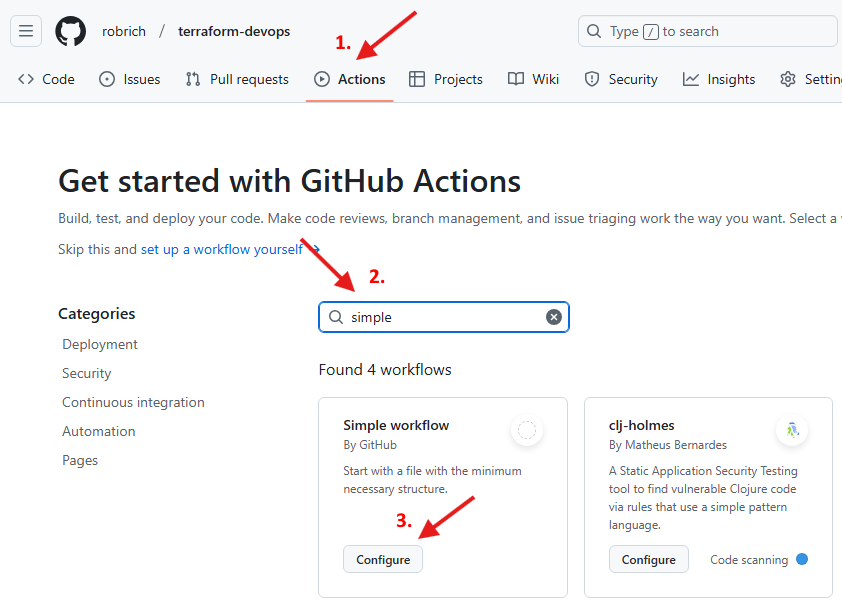 robrich / terraform-devops
Type / to search
1.
Code Issues Pull requests Actions Projects Wiki Security Insights Settin
Get started with GitHub Actions
Build, test, and deploy your code. Make code reviews, branch management, and issue triaging work the way you want. Select a
Skip this and set up a workflow yourself →
2.
Categories
Deployment
Security
Continuous integration
Automation
Pages
simple
Found 4 workflows
Simple workflow
By GitHub
Start with a file with the minimum
necessary structure.
3.
Configure
clj-holmes
By Matheus Bernardes
A Static Application Security Testing
tool to find vulnerable Clojure code
via rules that use a simple pattern
language.
Configure
Code scanning